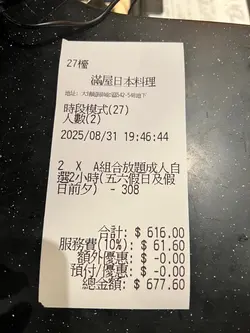 27檯
滿屋日本料理
時段模式(27)
人數(2)
2025/08/31 19:46:44
2 X A組合放題成人自
選2小時(五六假日及假
日前夕) - 308
合計: $ 616.00
服務費(10%): $ 61.60
額外優惠: $ -0.00
預付/優惠: $ -0.00
總金額: $ 677.60